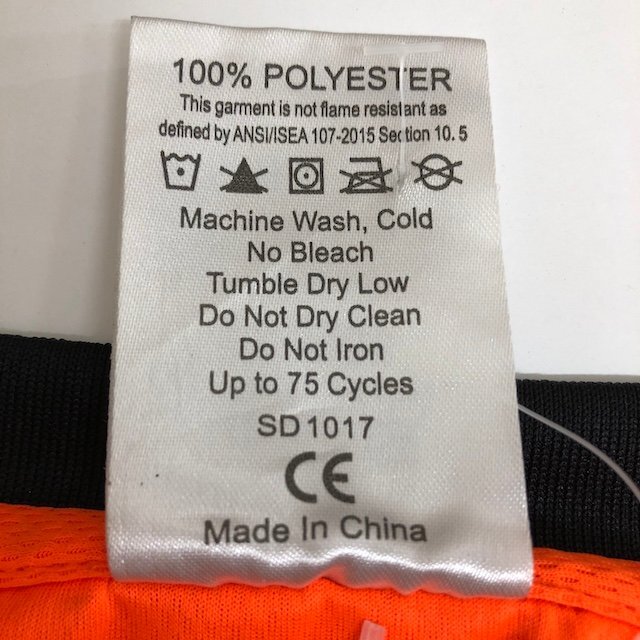 100% POLYESTER
This garment is not flame resistant as
defined by ANSI/ISEA 107-2015 Section 10.5
Machine Wash, Cold
No Bleach
Tumble Dry Low
Do Not Dry Clean
Do Not Iron
Up to 75 Cycles
SD1017
CE
Made In China